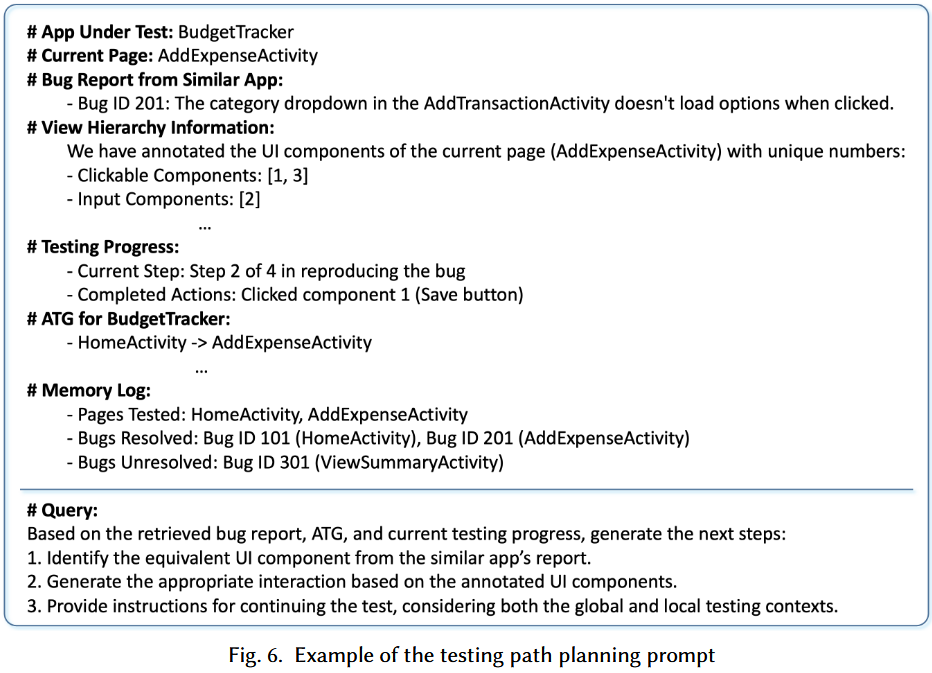 # App Under Test: BudgetTracker
# Current Page: AddExpenseActivity
# Bug Report from Similar App:
- Bug ID 201: The category dropdown in the AddTransactionActivity doesn't load options when clicked.
# View Hierarchy Information:
We have annotated the UI components of the current page (AddExpenseActivity) with unique numbers:
- Clickable Components: [1, 3]
- Input Components: [2]
...
# Testing Progress:
- Current Step: Step 2 of 4 in reproducing the bug
- Completed Actions: Clicked component 1 (Save button)
# ATG for BudgetTracker:
- HomeActivity -> AddExpenseActivity
...
# Memory Log:
- Pages Tested: HomeActivity, AddExpenseActivity
- Bugs Resolved: Bug ID 101 (HomeActivity), Bug ID 201 (AddExpenseActivity)
- Bugs Unresolved: Bug ID 301 (ViewSummaryActivity)
# Query:
Based on the retrieved bug report, ATG, and current testing progress, generate the next steps:
1. Identify the equivalent UI component from the similar app's report.
2. Generate the appropriate interaction based on the annotated UI components.
3. Provide instructions for continuing the test, considering both the global and local testing contexts.
Fig. 6. Example of the testing path planning prompt